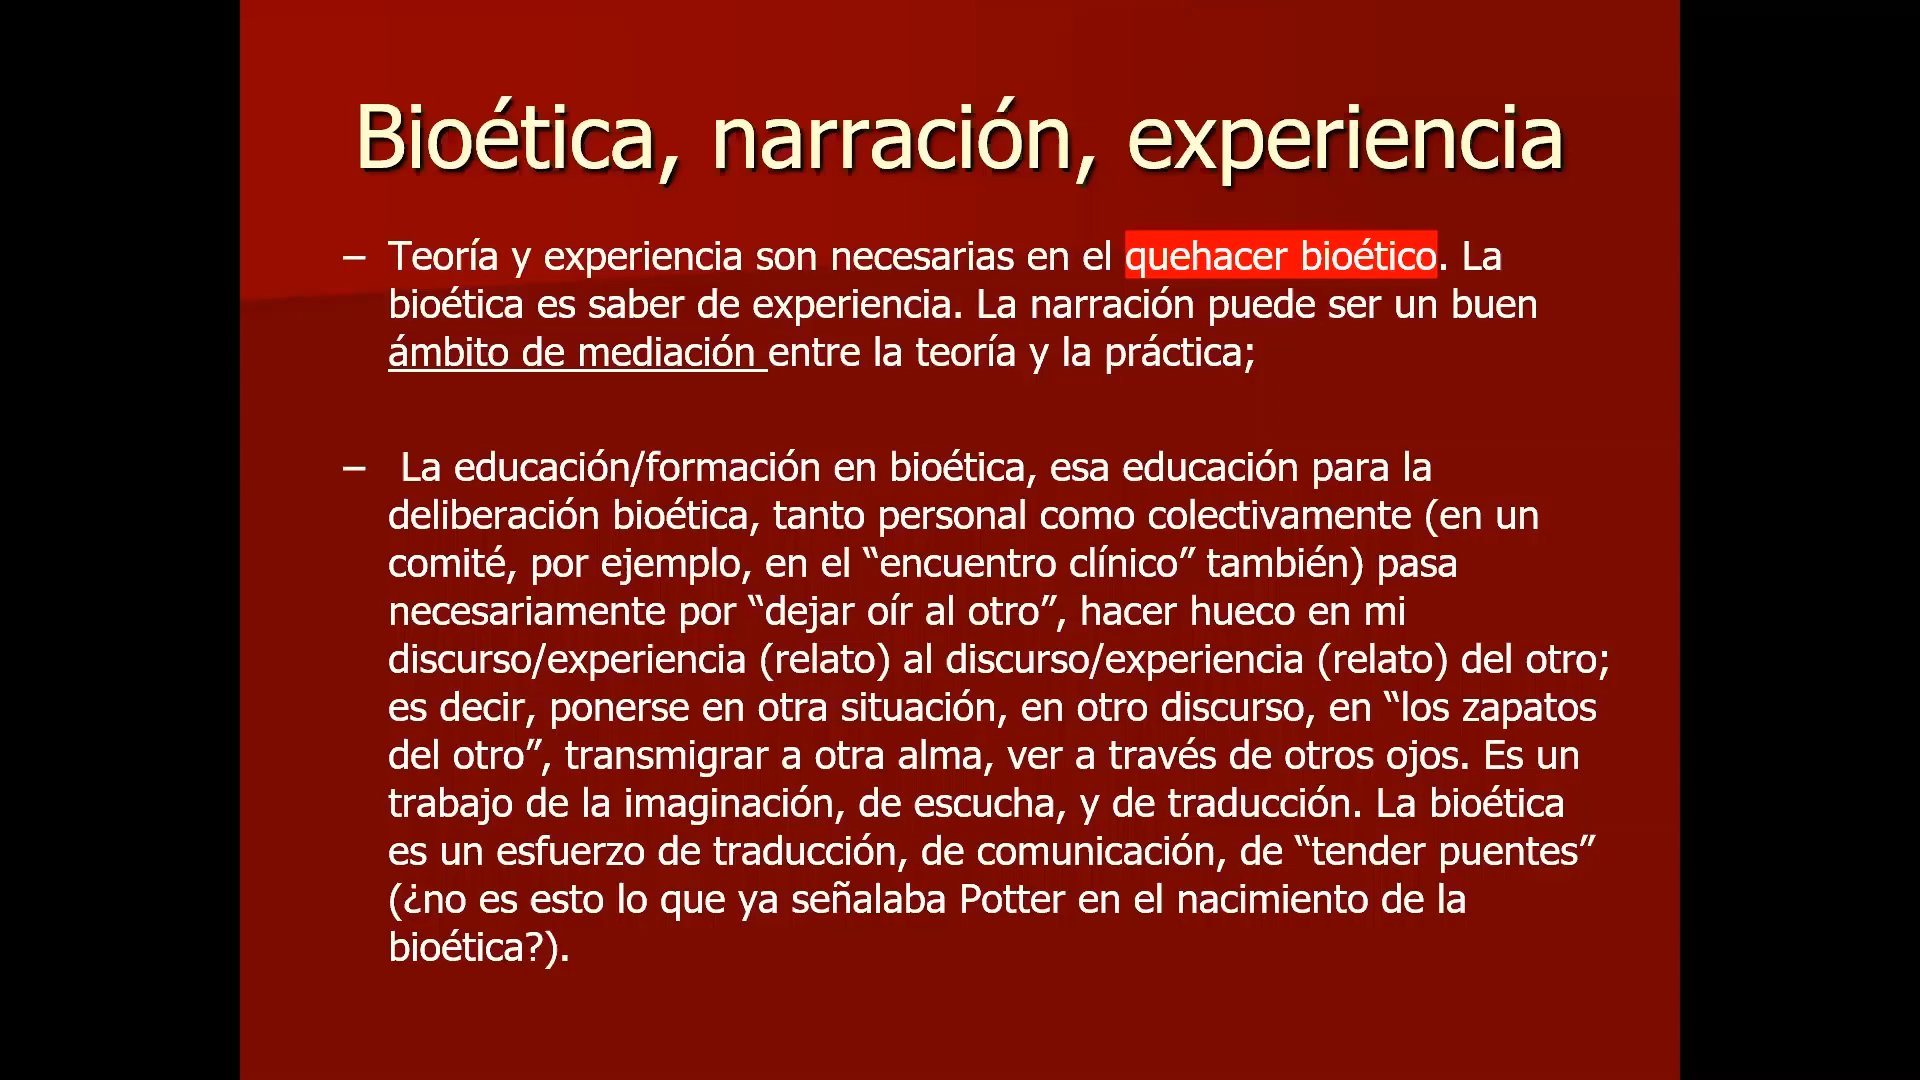 Bioética, narración, experiencia
– Teoría y experiencia son necesarias en el quehacer bioético. La
bioética es saber de experiencia. La narración puede ser un buen
ámbito de mediación entre la teoría y la práctica;
– La educación/formación en bioética, esa educación para la
deliberación bioética, tanto personal como colectivamente (en un
comité, por ejemplo, en el “encuentro clínico” también) pasa
necesariamente por “dejar oír al otro”, hacer hueco en mi
discurso/experiencia (relato) al discurso/experiencia (relato) del otro;
es decir, ponerse en otra situación, en otro discurso, en “los zapatos
del otro”, transmigrar a otra alma, ver a través de otros ojos. Es un
trabajo de la imaginación, de escucha, y de traducción. La bioética
es un esfuerzo de traducción, de comunicación, de “tender puentes”
(¿no es esto lo que ya señalaba Potter en el nacimiento de la
bioética?).